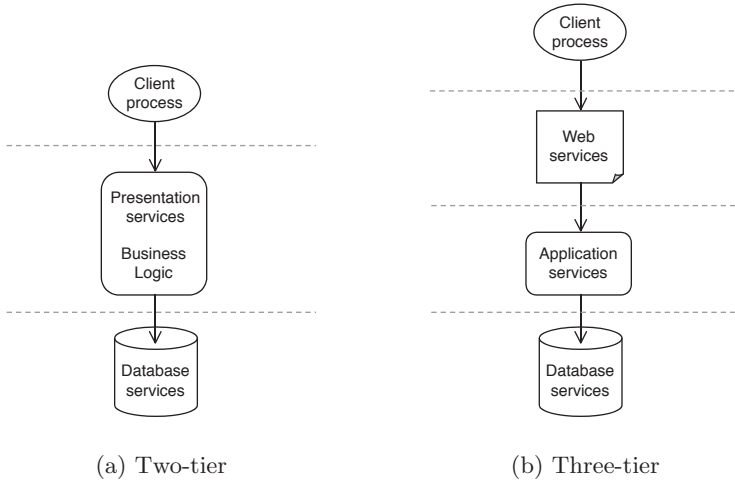 Client
process
Presentation
services
Business
Logic
Database
services
(a) Two-tier
Client
process
Web
services
Application
services
Database
services
(b) Three-tier